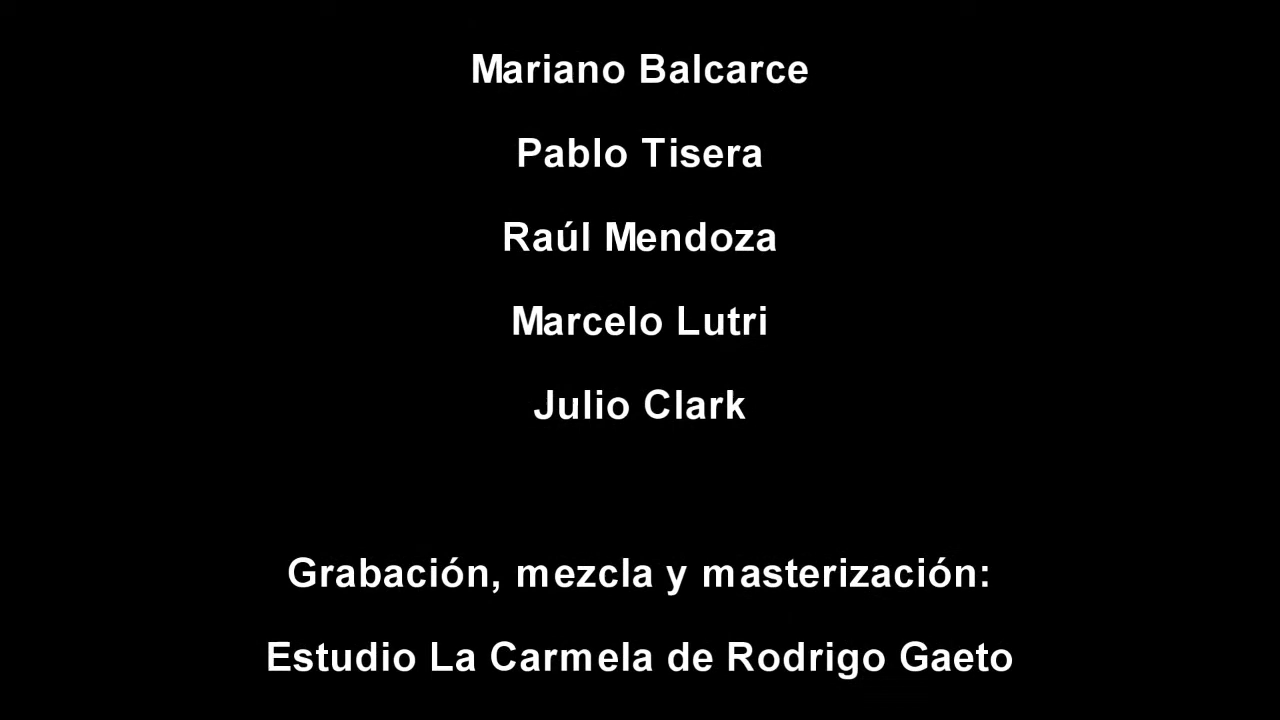 Mariano Balcarce
Pablo Tisera
Raúl Mendoza
Marcelo Lutri
Julio Clark
Grabación, mezcla y masterización:
Estudio La Carmela de Rodrigo Gaeto